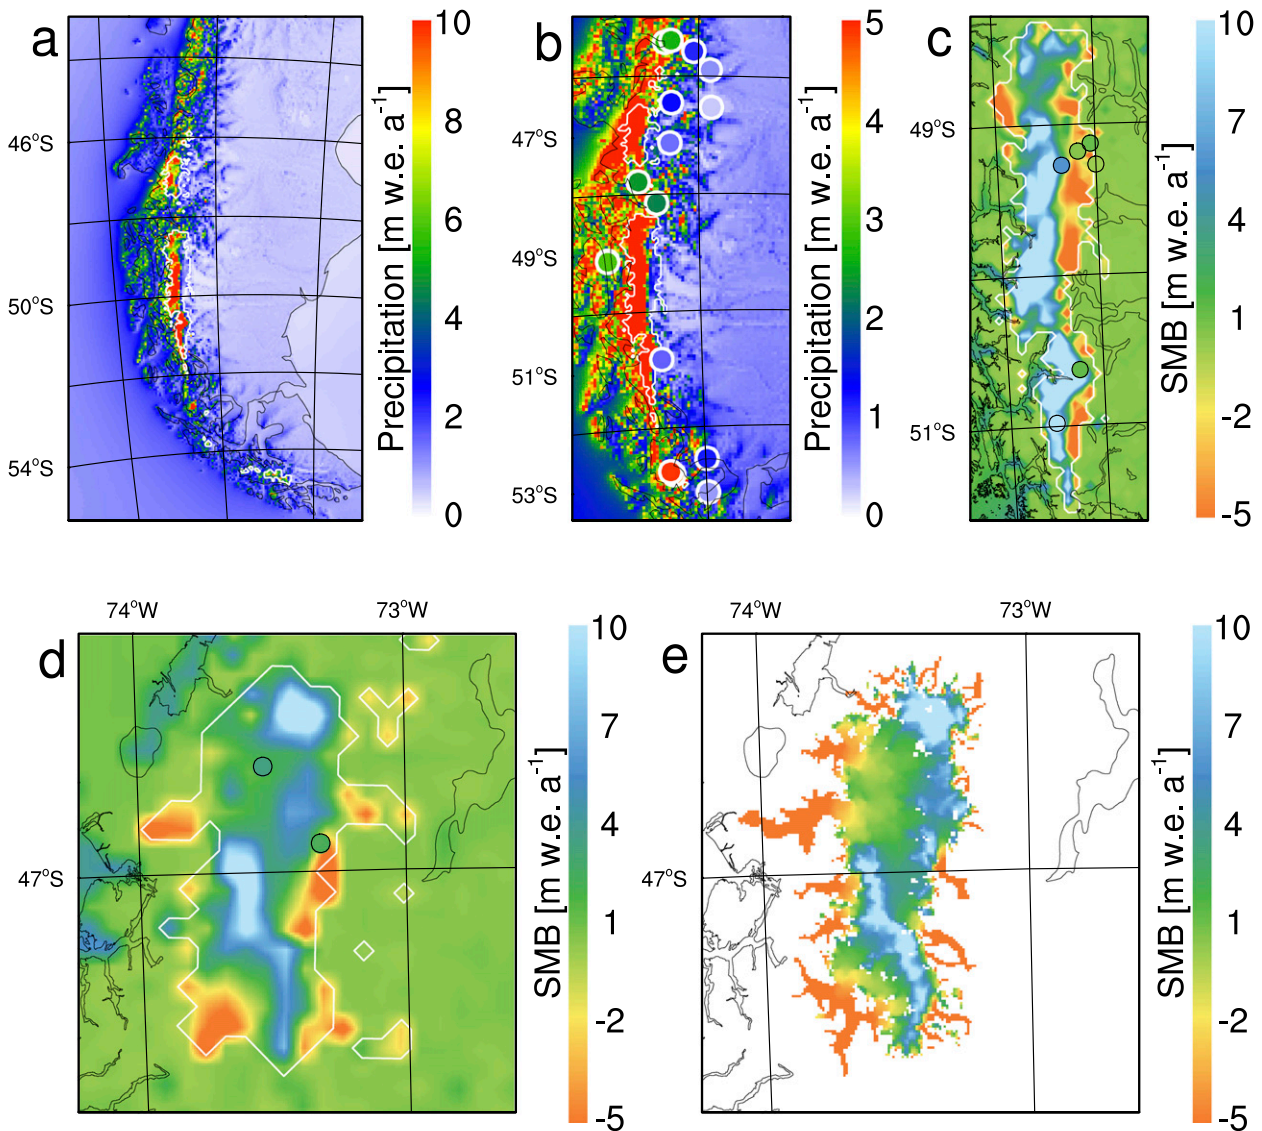 a
46°S
50°S
54°S
Precipitation [m w.e. a⁻¹]
10
8
6
4
2
0
b
47°S
49°S
51°S
53°S
Precipitation [m w.e. a⁻¹]
5
4
3
2
1
0
c
49°S
51°S
SMB [m w.e. a⁻¹]
10
7
4
1
-2
-5
74°W
73°W
d
47°S
SMB [m w.e. a⁻¹]
10
7
4
1
-2
-5
74°W
73°W
e
47°S
SMB [m w.e. a⁻¹]
10
7
4
1
-2
-5